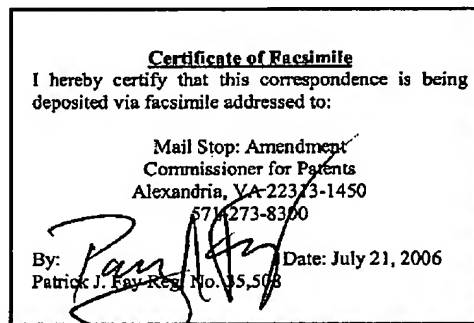 Certificate of Facsimile
I hereby certify that this correspondence is being
deposited via facsimile addressed to:
Mail Stop: Amendment
Commissioner for Patents
Alexandria, VA 22313-1450
571-273-8300
By: Date: July 21, 2006
Patrick J. Fay Reg. No. 35,508